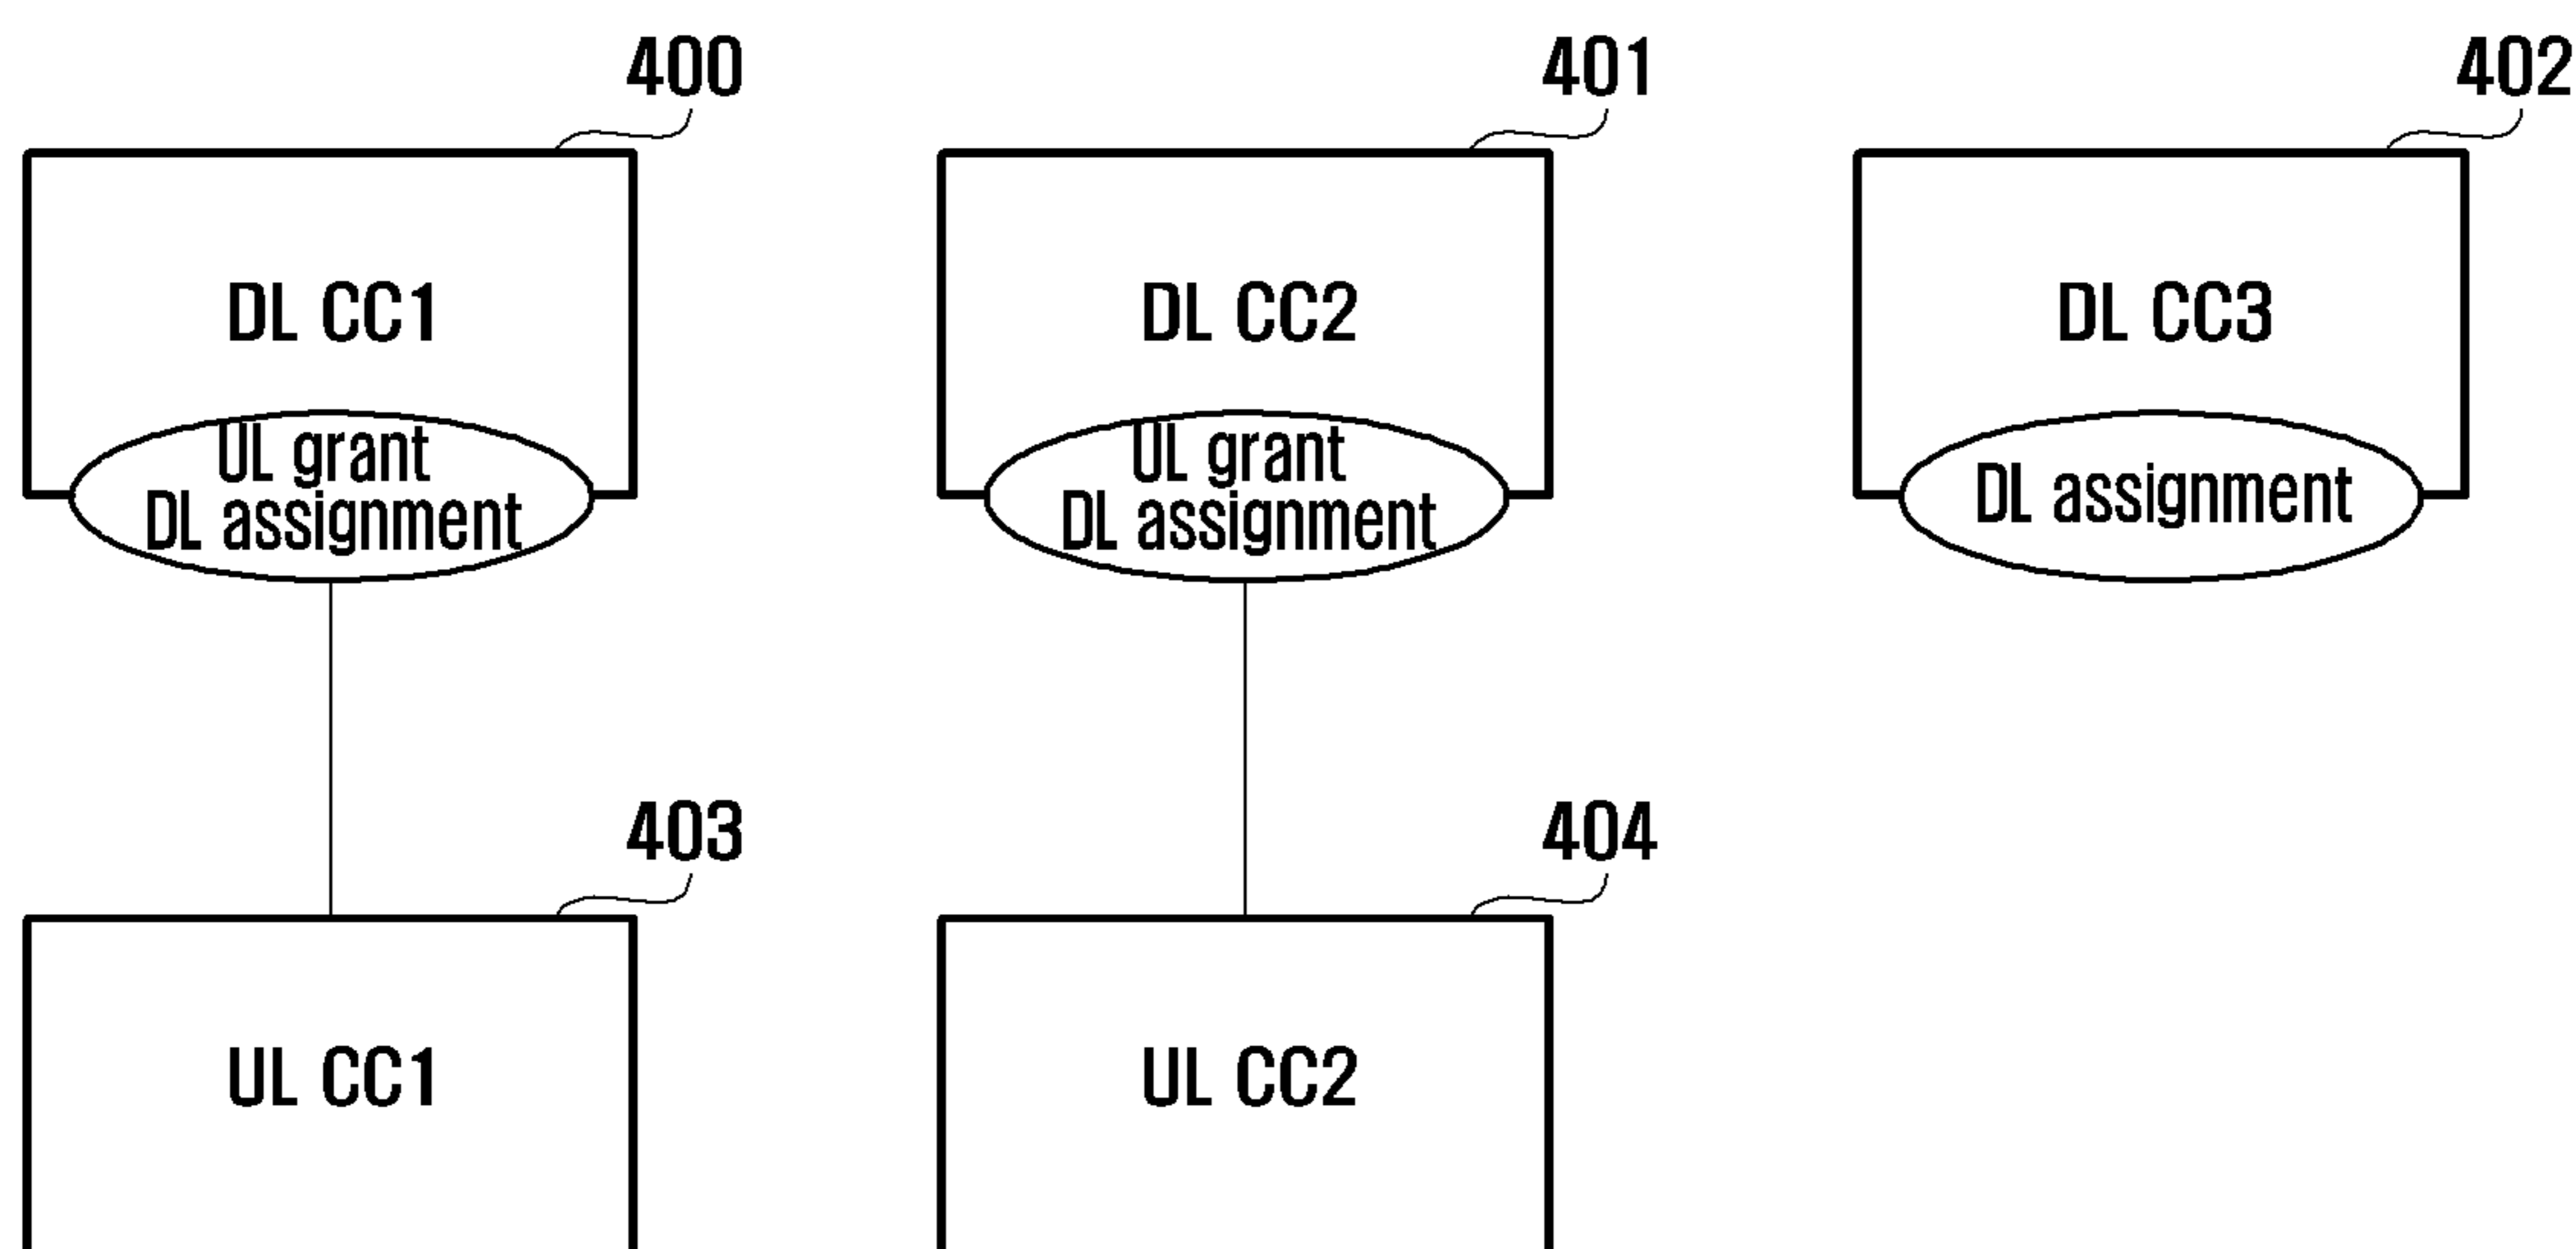 400
401
402
DL CC1
DL CC2
DL CC3
UL grant
DL assignment
UL grant
DL assignment
DL assignment
403
404
UL CC1
UL CC2